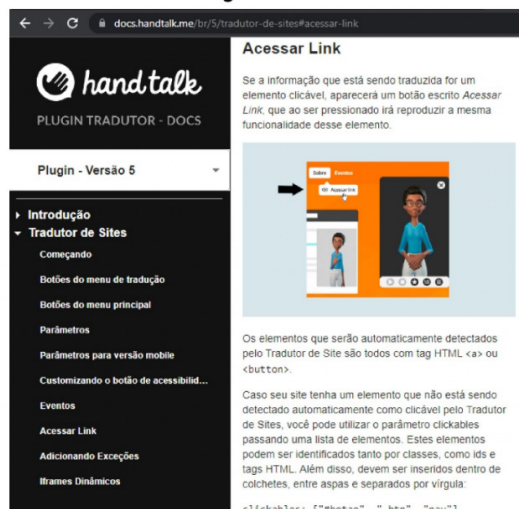 docs.handtalk.me/br/5/tradutor-de-sites#acessar-link
hand talk
PLUGIN TRADUTOR - DOCS
Plugin - Versão 5
Introdução
Tradutor de Sites
Começando
Botões do menu de tradução
Botões do menu principal
Parâmetros
Parâmetros para versão mobile
Customizando o botão de acessibilid...
Eventos
Acessar Link
Adicionando Exceções
Iframes Dinâmicos
Acessar Link
Se a informação que está sendo traduzida for um
elemento clicável, aparecerá um botão escrito Acessar
Link, que ao ser pressionado irá reproduzir a mesma
funcionalidade desse elemento.
Sobre Eventos
Acessar link
Os elementos que serão automaticamente detectados
pelo Tradutor de Site são todos com tag HTML <a> ou
<button>.
Caso seu site tenha um elemento que não está sendo
detectado automaticamente como clicável pelo Tradutor
de Sites, você pode utilizar o parâmetro clickables
passando uma lista de elementos. Estes elementos
podem ser identificados tanto por classes, como ids e
tags HTML. Além disso, devem ser inseridos dentro de
colchetes, entre aspas e separados por vírgula: